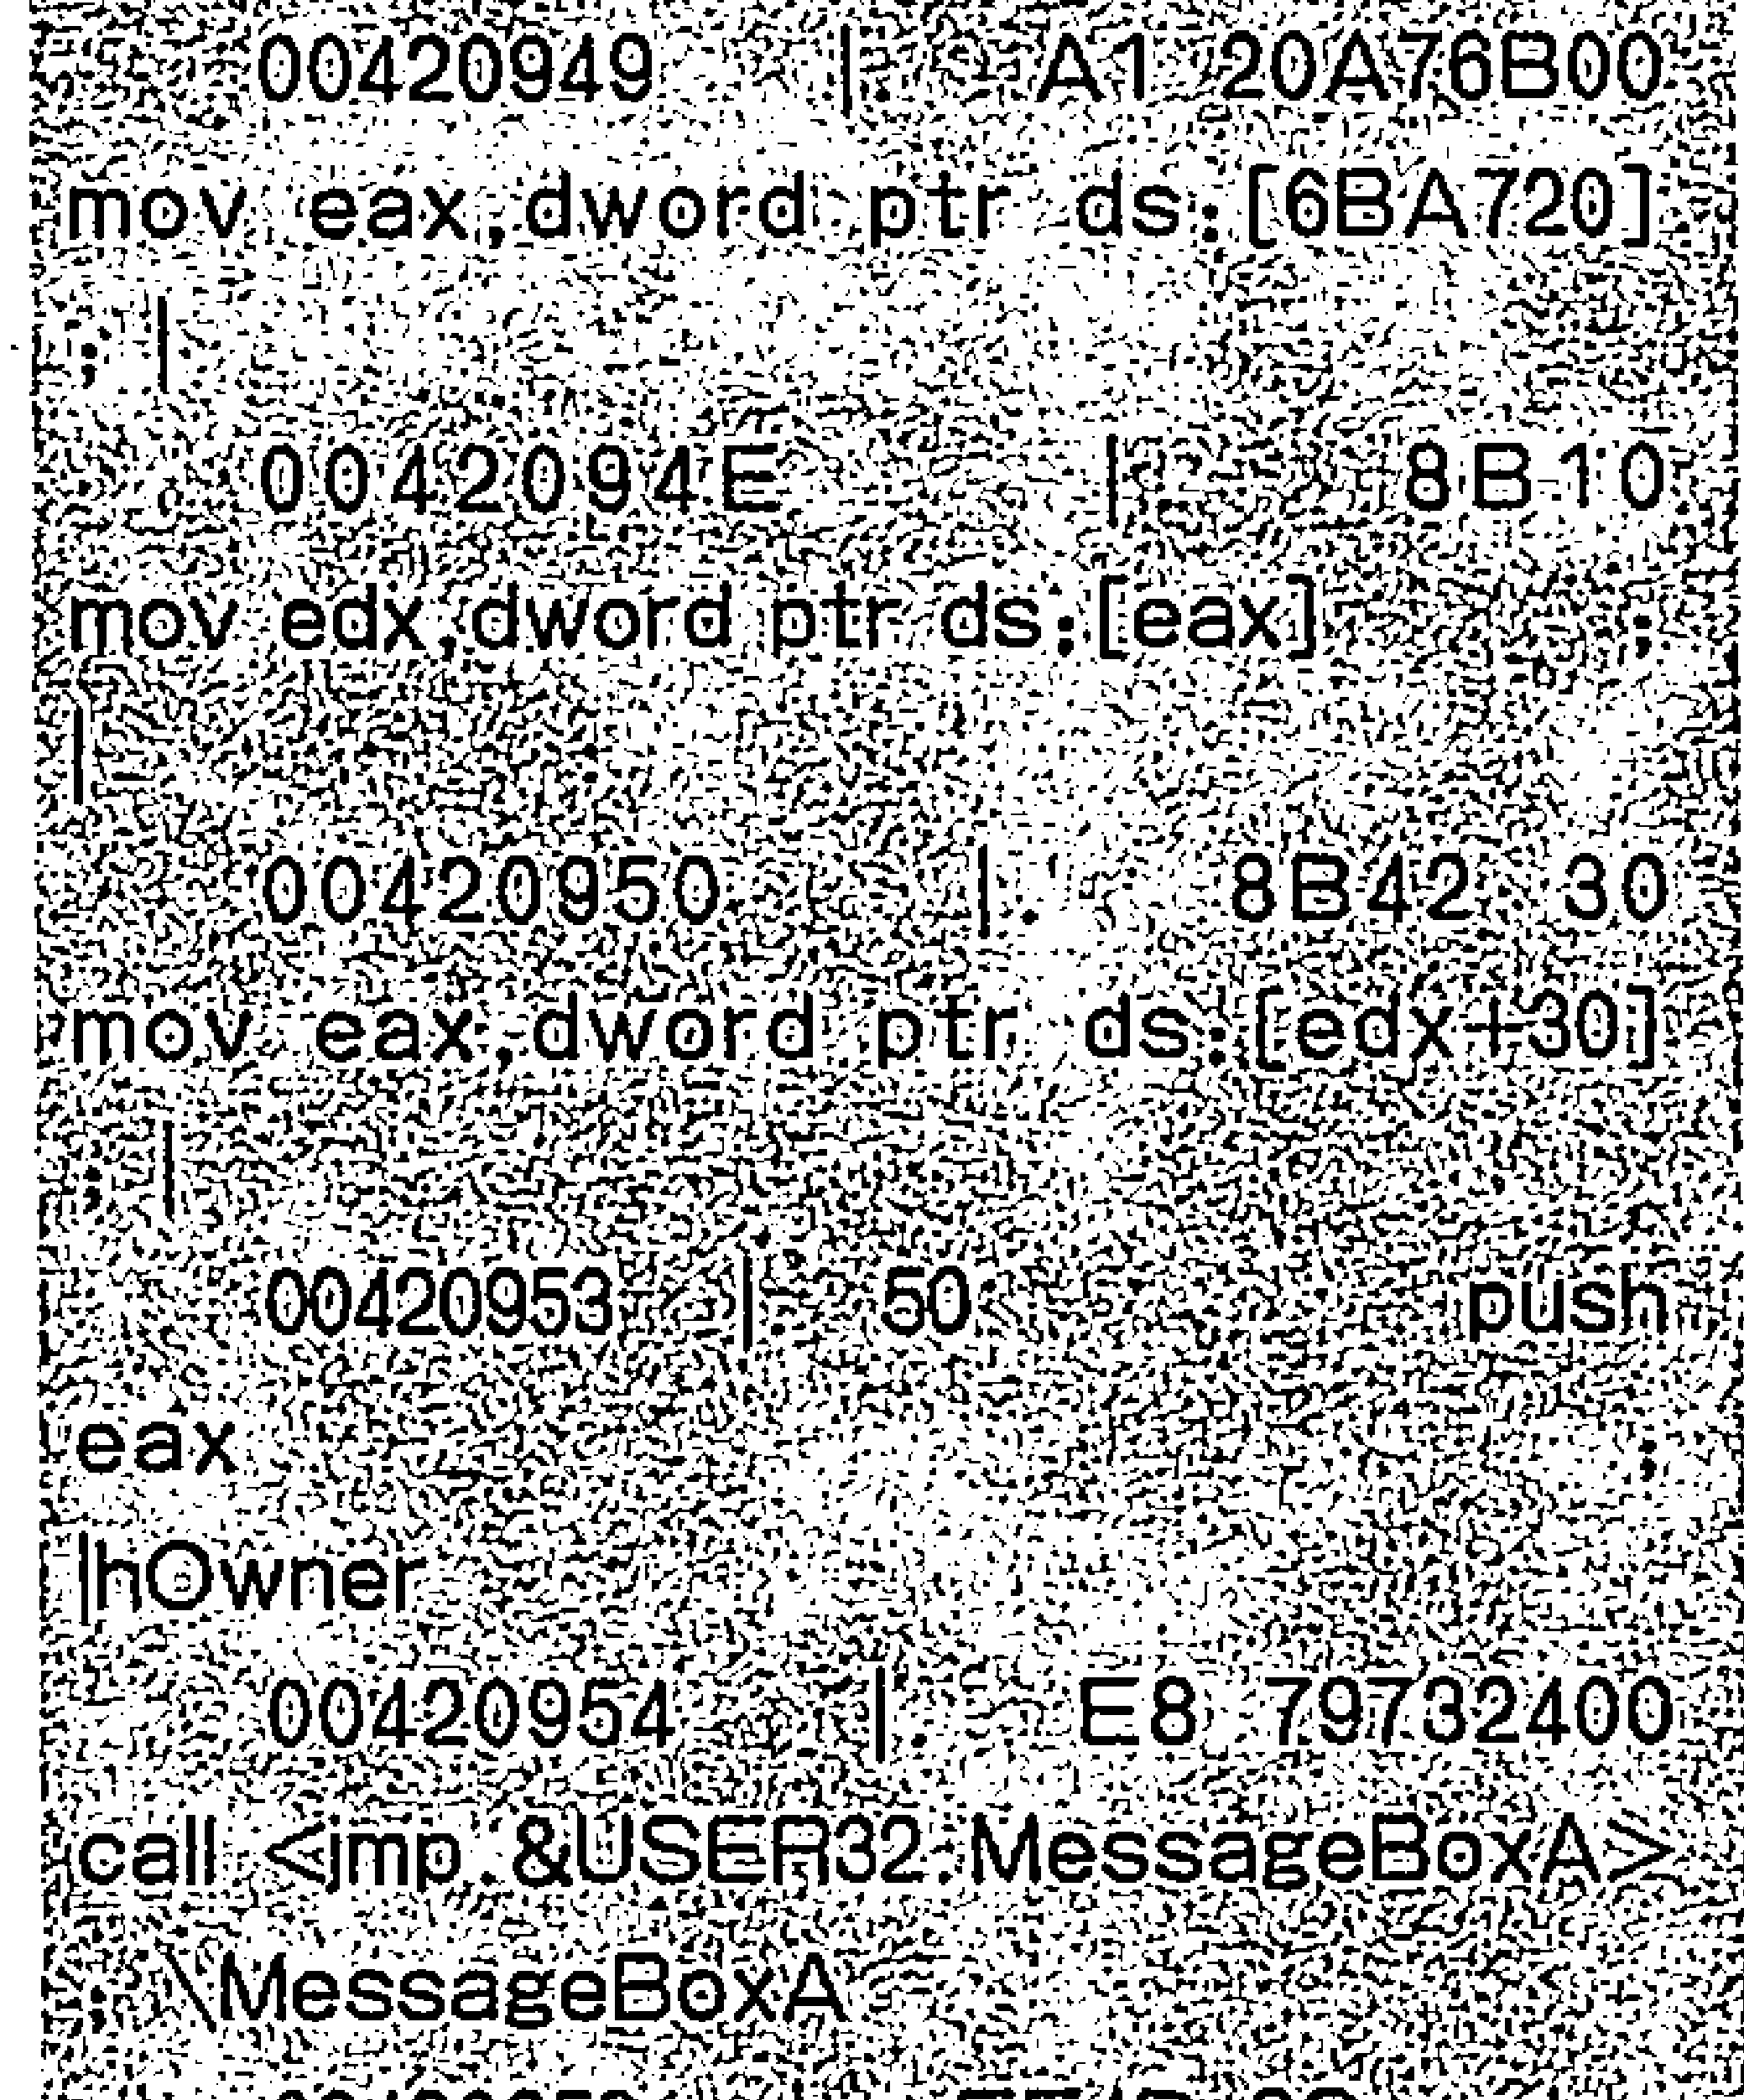 00420949 |. A1 20A76B00
mov eax,dword ptr ds:[6BA720]
; |
0042094E |. 8B10
mov edx,dword ptr ds:[eax] ;
|
00420950 |. 8B42 30
mov eax,dword ptr ds:[edx+30]
; |
00420953 |. 50 push
eax ;
|hOwner
00420954 |. E8 79732400
call <jmp.&USER32.MessageBoxA>
; \MessageBoxA